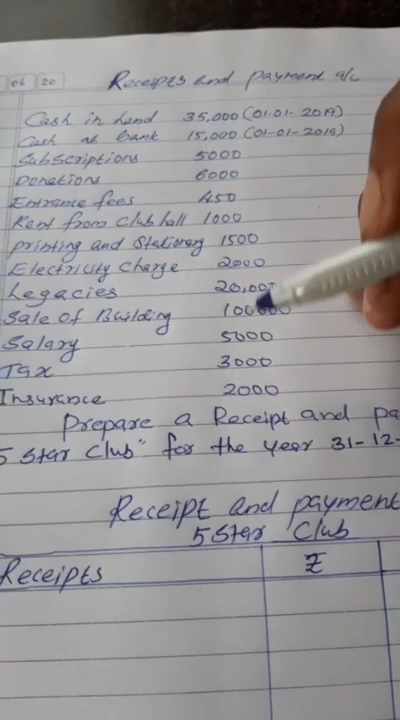 06 20
Receipts and payment a/c
Cash in hand 35,000 (01-01-2019)
Cash at bank 15,000 (01-01-2019)
Subscriptions 5000
Donations 6000
Entrance fees 450
Rent from Club hall 1000
printing and Stationery 1500
Electricity Charge 2000
Legacies 20,00
Sale of Building 100000
Salary 5000
Tax 3000
Insurance 2000
Prepare a Receipt and pa
5 Star Club" for the year 31-12-
Receipt and payment
5 Star Club
Receipts ₹